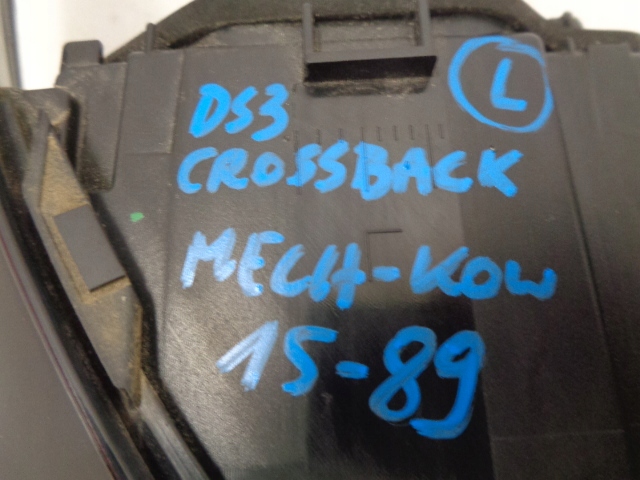 L
DS3
CROSSBACK
MECH-KOW
15-89